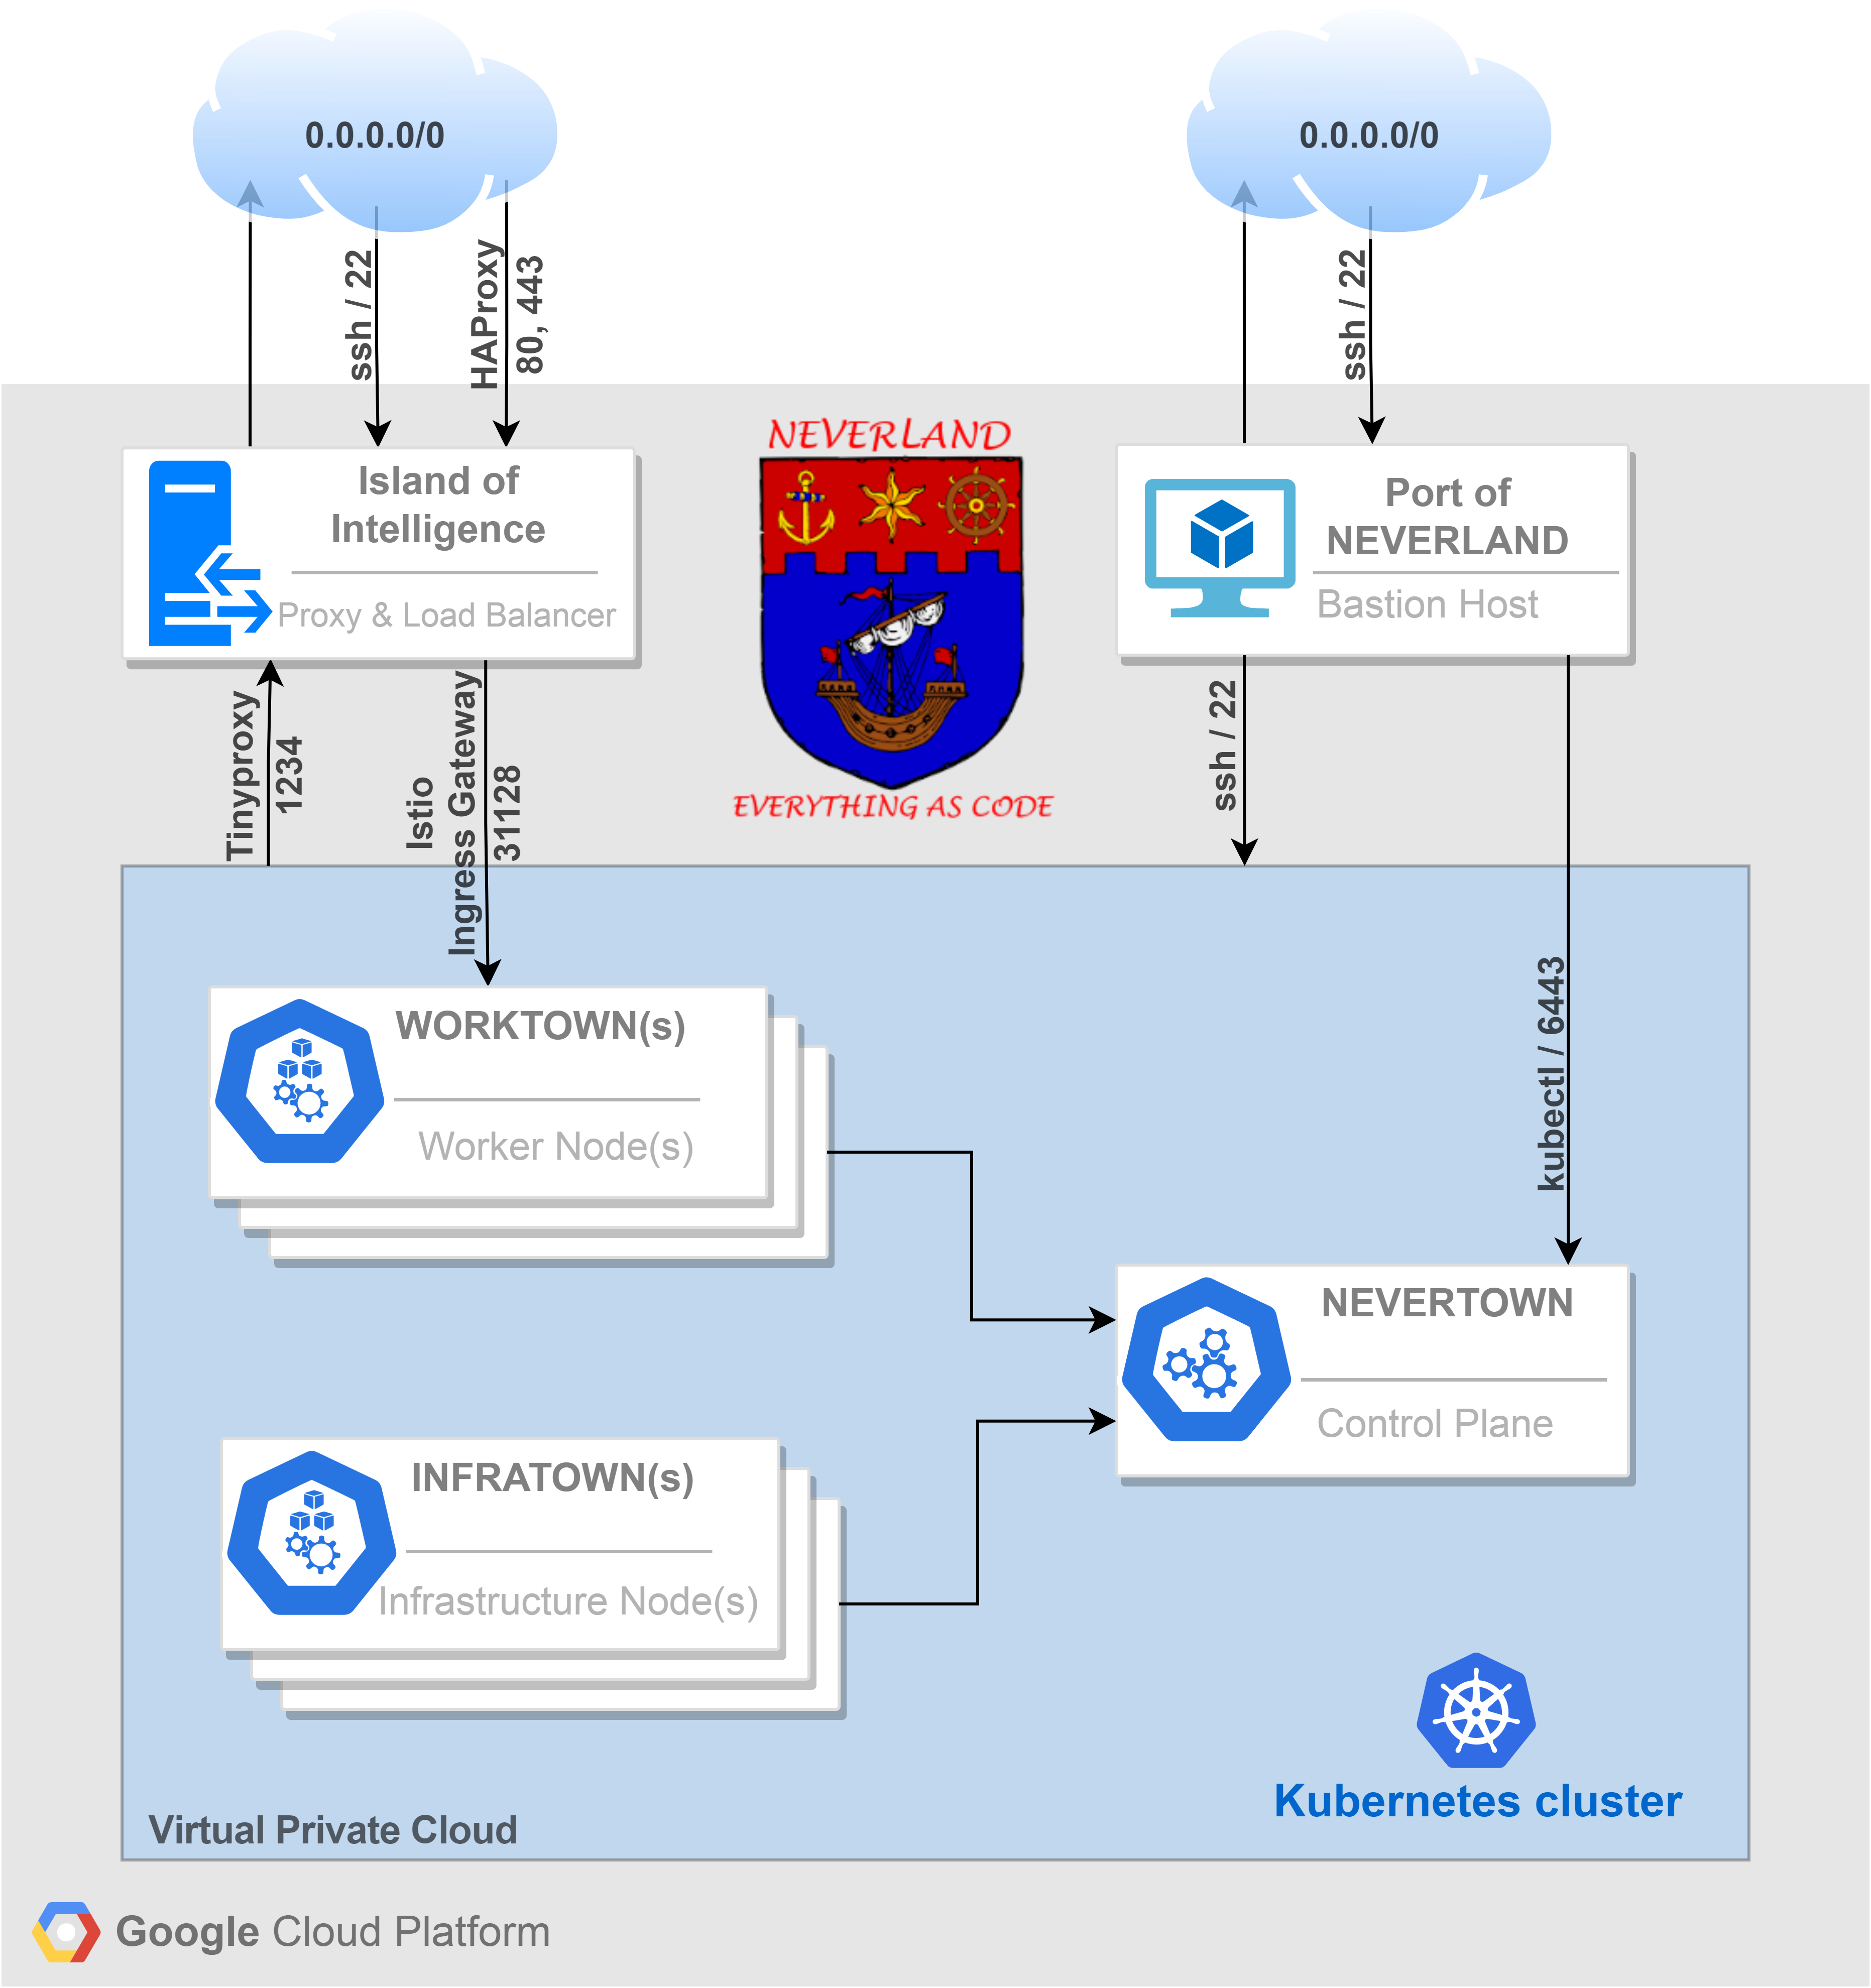 0.0.0.0/0
0.0.0.0/0
ssh / 22
HAProxy
80, 443
ssh / 22
Island of
Intelligence
Proxy & Load Balancer
NEVERLAND
EVERYTHING AS CODE
Port of
NEVERLAND
Bastion Host
Tinyproxy
1234
Istio
Ingress Gateway
31128
ssh / 22
kubectl / 6443
WORKTOWN(s)
Worker Node(s)
NEVERTOWN
Control Plane
INFRATOWN(s)
Infrastructure Node(s)
Kubernetes cluster
Virtual Private Cloud
Google Cloud Platform